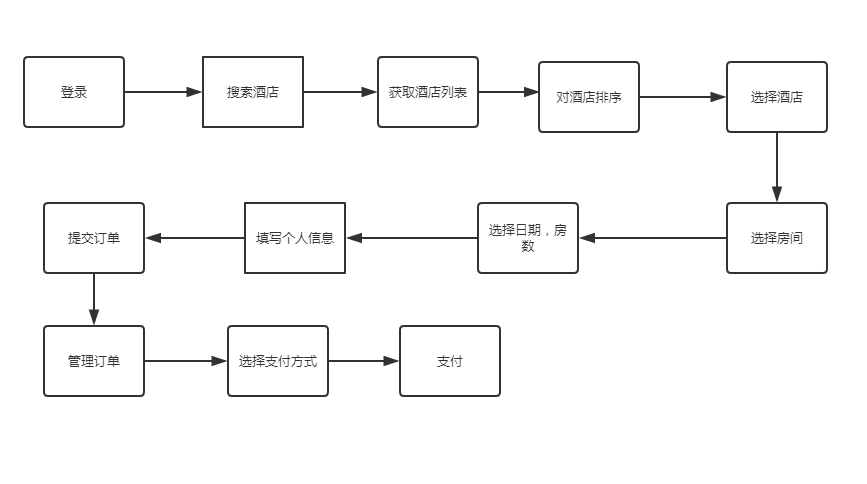 登录
搜索酒店
获取酒店列表
对酒店排序
选择酒店
提交订单
填写个人信息
选择日期，房
数
选择房间
管理订单
选择支付方式
支付